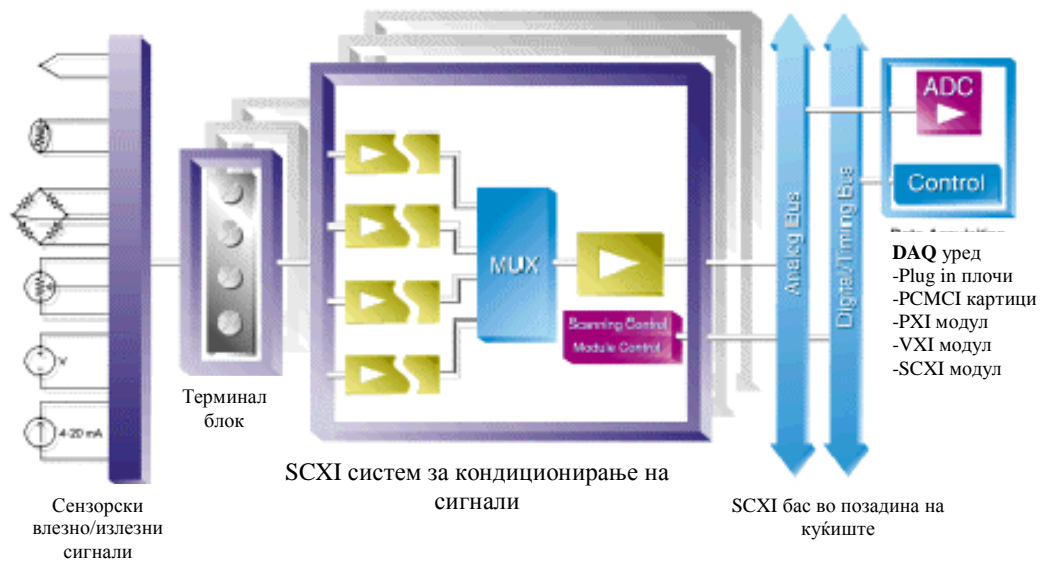 V
4-20 mA
Сензорски
влезно/излезни
сигнали
Терминал
блок
MUX
Scanning Control
Module Control
SCXI систем за кондиционирање на
сигнали
Analog Bus
Digital/Timing Bus
SCXI бас во позадина на
куќиште
ADC
Control
DAQ уред
-Plug in плочи
-PCMCI картици
-PXI модул
-VXI модул
-SCXI модул